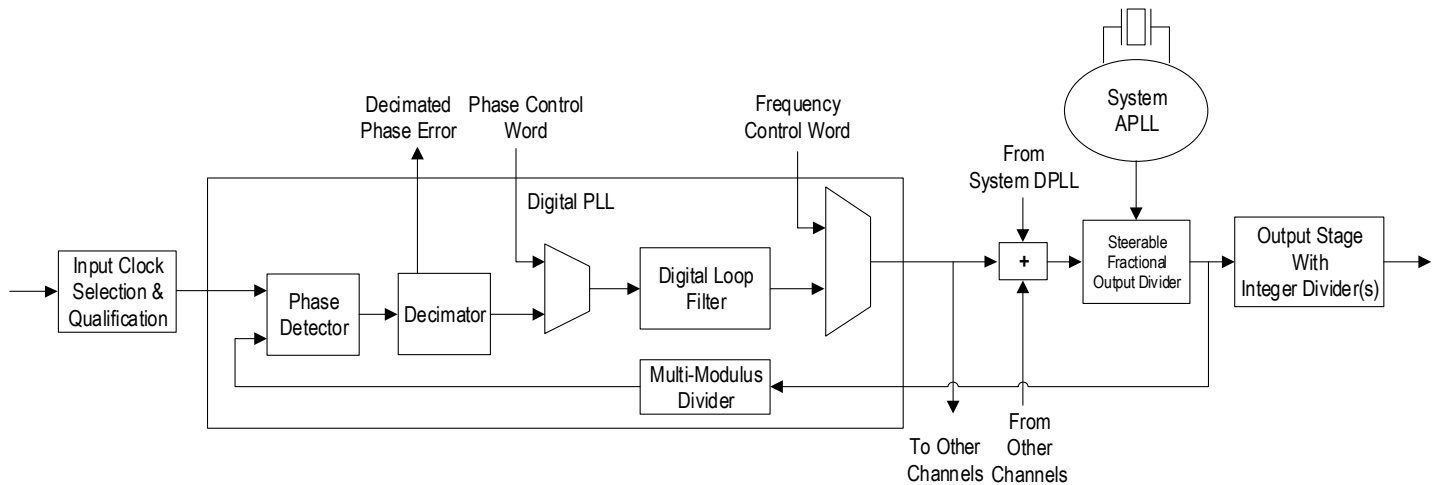 System
APLL
Decimated
Phase Error
Phase Control
Word
Frequency
Control Word
From
System DPLL
Digital PLL
Input Clock
Selection &
Qualification
Phase
Detector
Decimator
Digital Loop
Filter
+
Steerable
Fractional
Output Divider
Output Stage
With
Integer Divider(s)
Multi-Modulus
Divider
To Other
Channels
From
Other
Channels